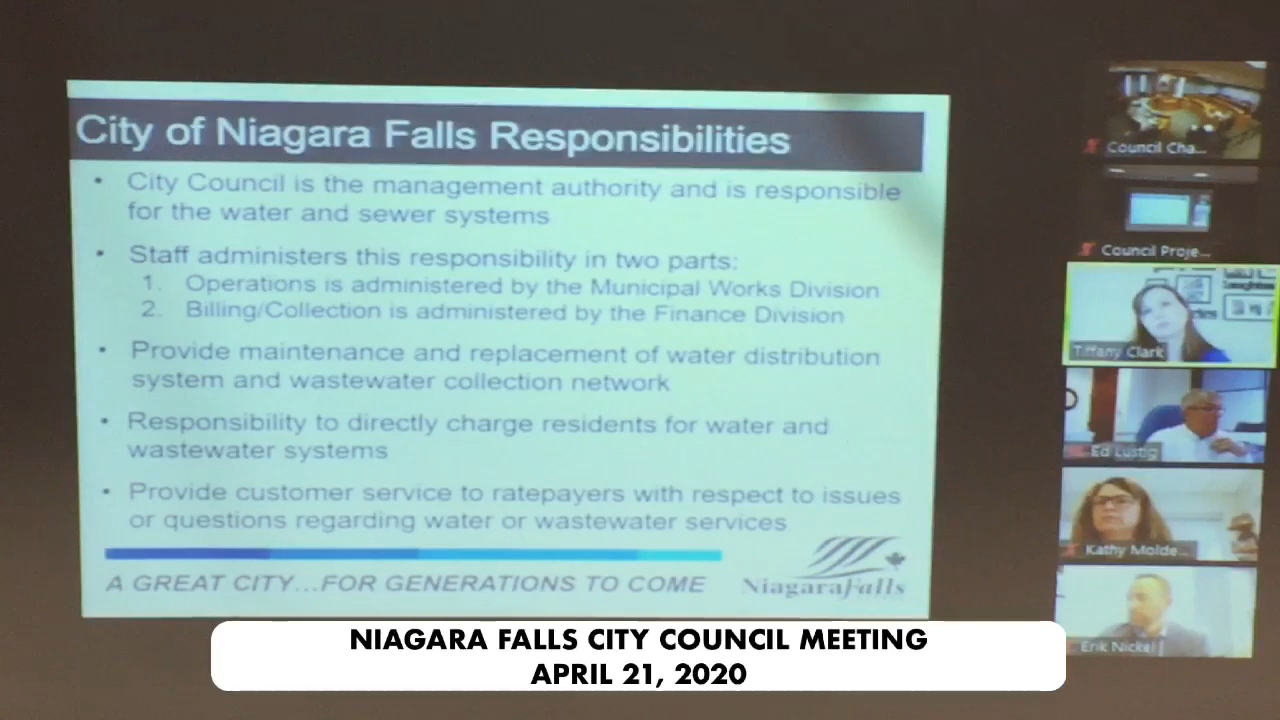 City of Niagara Falls Responsibilities
• City Council is the management authority and is responsible
for the water and sewer systems
• Staff administers this responsibility in two parts:
1. Operations is administered by the Municipal Works Division
2. Billing/Collection is administered by the Finance Division
• Provide maintenance and replacement of water distribution
system and wastewater collection network
• Responsibility to directly charge residents for water and
wastewater systems
• Provide customer service to ratepayers with respect to issues
or questions regarding water or wastewater services
A GREAT CITY...FOR GENERATIONS TO COME
NiagaraFalls
Council Cha...
Council Proje...
Tiffany Clark
Ed Lustig
Kathy Molde...
Erik Nickel
NIAGARA FALLS CITY COUNCIL MEETING
APRIL 21, 2020